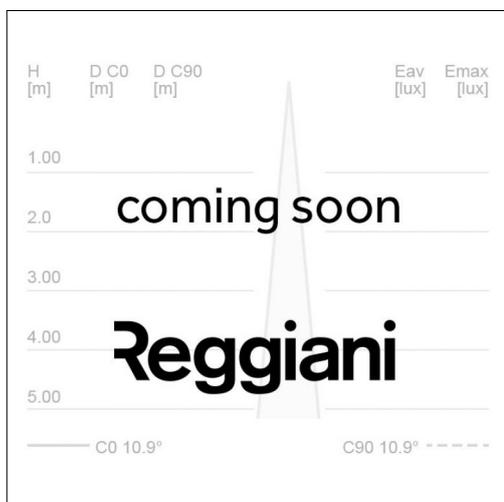 H D C0 D C90 Eav Emax
[m] [m] [m] [lux] [lux]
1.00
coming soon
2.0
3.00
Reggiani
4.00
5.00
C0 10.9° C90 10.9°